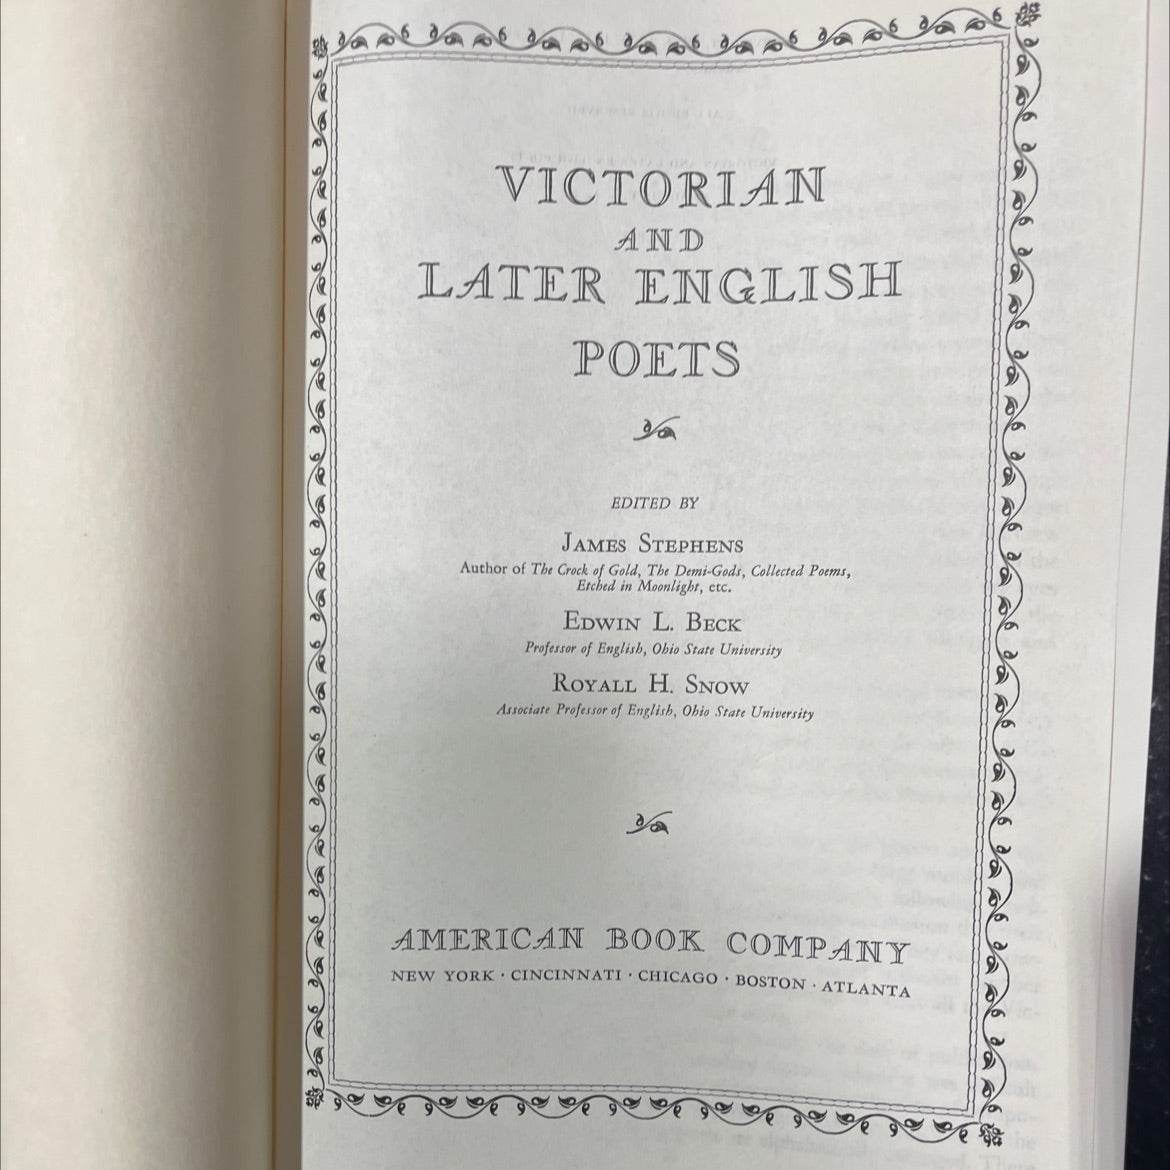 VICTORIAN
AND
LATER ENGLISH
POETS
EDITED BY
JAMES STEPHENS
Author of The Crock of Gold, The Demi-Gods, Collected Poems,
Etched in Moonlight, etc.
EDWIN L. BECK
Professor of English, Ohio State University
ROYALL H. SNOW
Associate Professor of English, Ohio State University
AMERICAN BOOK COMPANY
NEW YORK · CINCINNATI · CHICAGO · BOSTON · ATLANTA